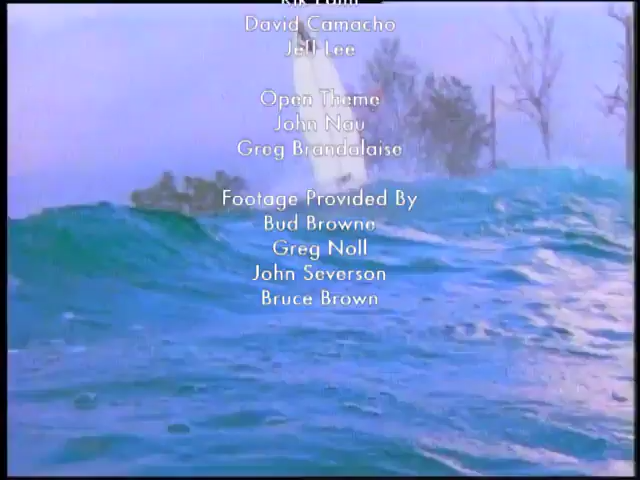 David Camacho
Jeff Lee
Open Theme
John Nau
Greg Brandalaise
Footage Provided By
Bud Browne
Greg Noll
John Severson
Bruce Brown